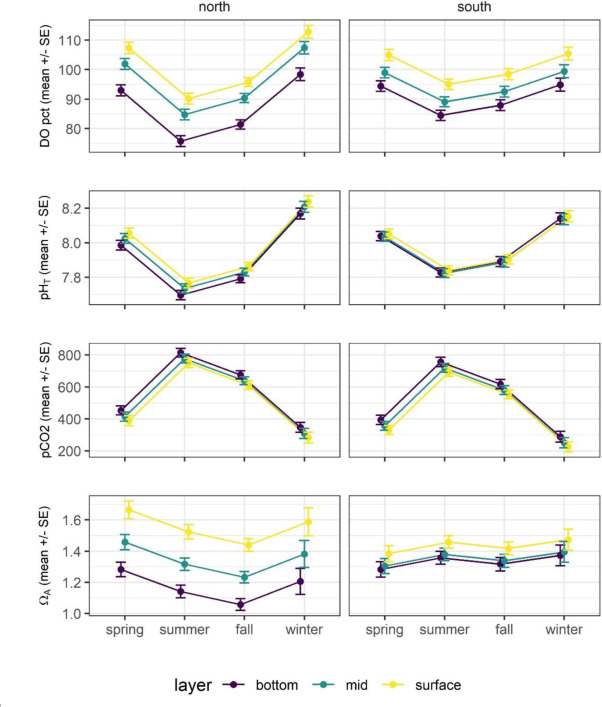 north south
DO pct (mean +/- SE)
110
100
90
80
pHT (mean +/- SE)
8.2
8.0
7.8
pCO2 (mean +/- SE)
800
600
400
200
ΩA (mean +/- SE)
1.6
1.4
1.2
1.0
spring summer fall winter spring summer fall winter
layer bottom mid surface